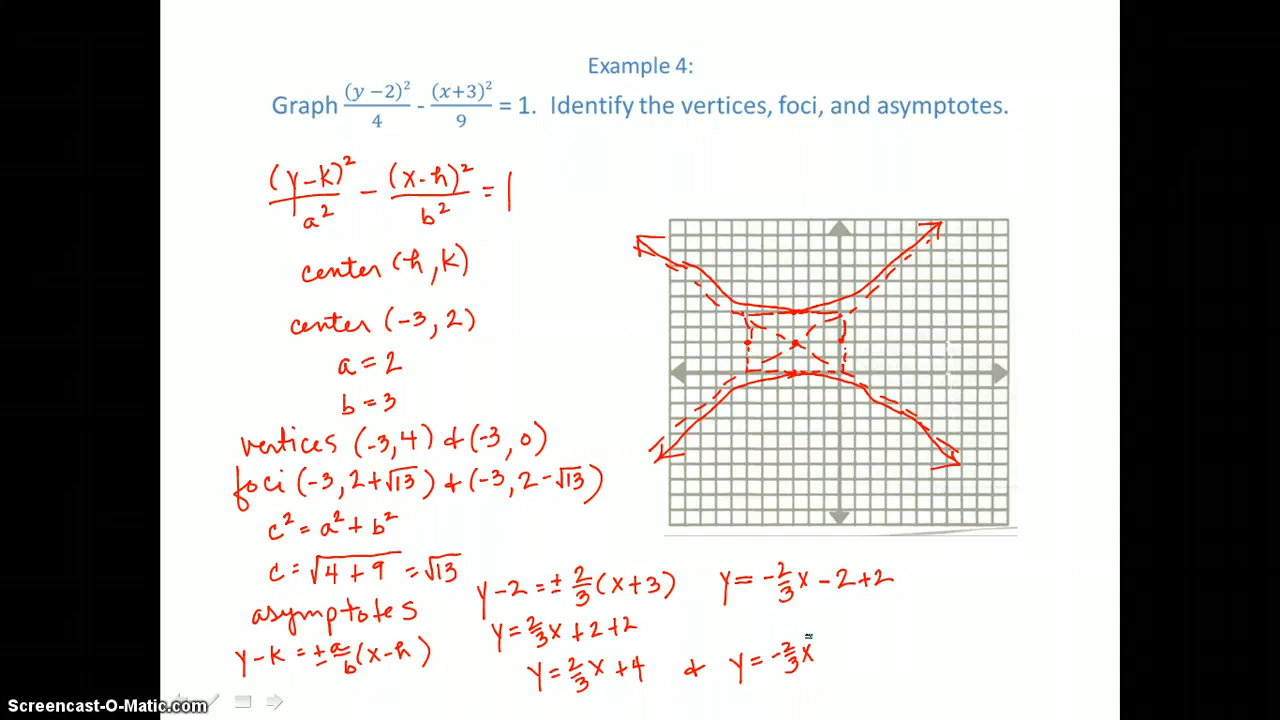 Example 4:
Graph (y −2)²/4 - (x+3)²/9 = 1. Identify the vertices, foci, and asymptotes.
(y-k)²/a² - (x-h)²/b² = 1
center (h, k)
center (-3, 2)
a = 2
b = 3
vertices (-3, 4) & (-3, 0)
foci (-3, 2+√13) & (-3, 2-√13)
c² = a² + b²
c = √4+9 = √13
asymptotes
y-k = ± a/b (x-h)
y-2 = ± 2/3 (x+3)
y = 2/3 x +2+2
y = 2/3 x +4 & y = -2/3 x
y = -2/3 x -2+2
Screencast-O-Matic.com